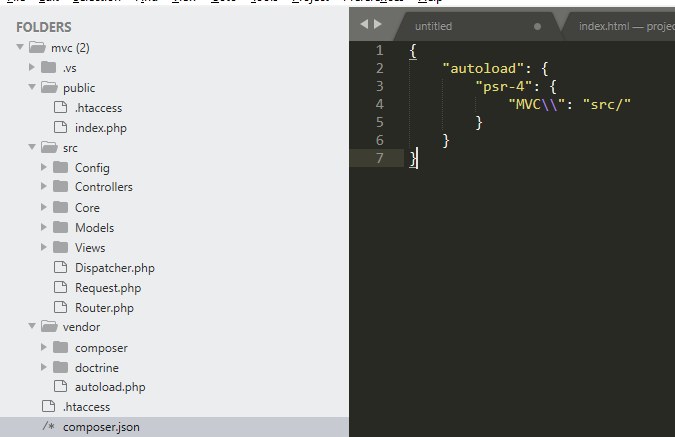 FOLDERS
mvc (2)
.vs
public
.htaccess
index.php
src
Config
Controllers
Core
Models
Views
Dispatcher.php
Request.php
Router.php
vendor
composer
doctrine
autoload.php
.htaccess
/* composer.json
untitled
index.html — projec
1 {
2 "autoload": {
3 "psr-4": {
4 "MVC\\": "src/"
5 }
6 }
7 }